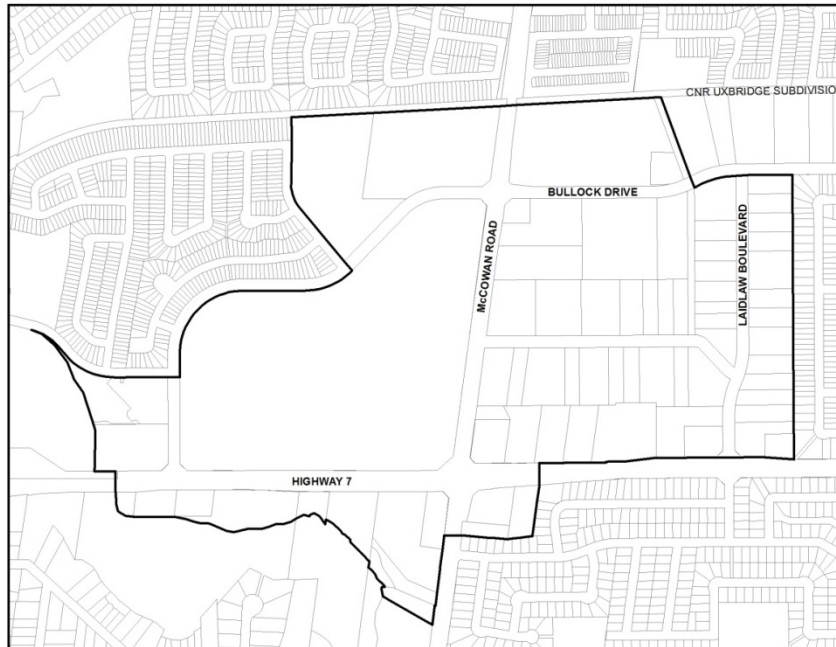 CNR UXBRIDGE SUBDIVISIO
BULLOCK DRIVE
McCOWAN ROAD
LAIDLAW BOULEVARD
HIGHWAY 7